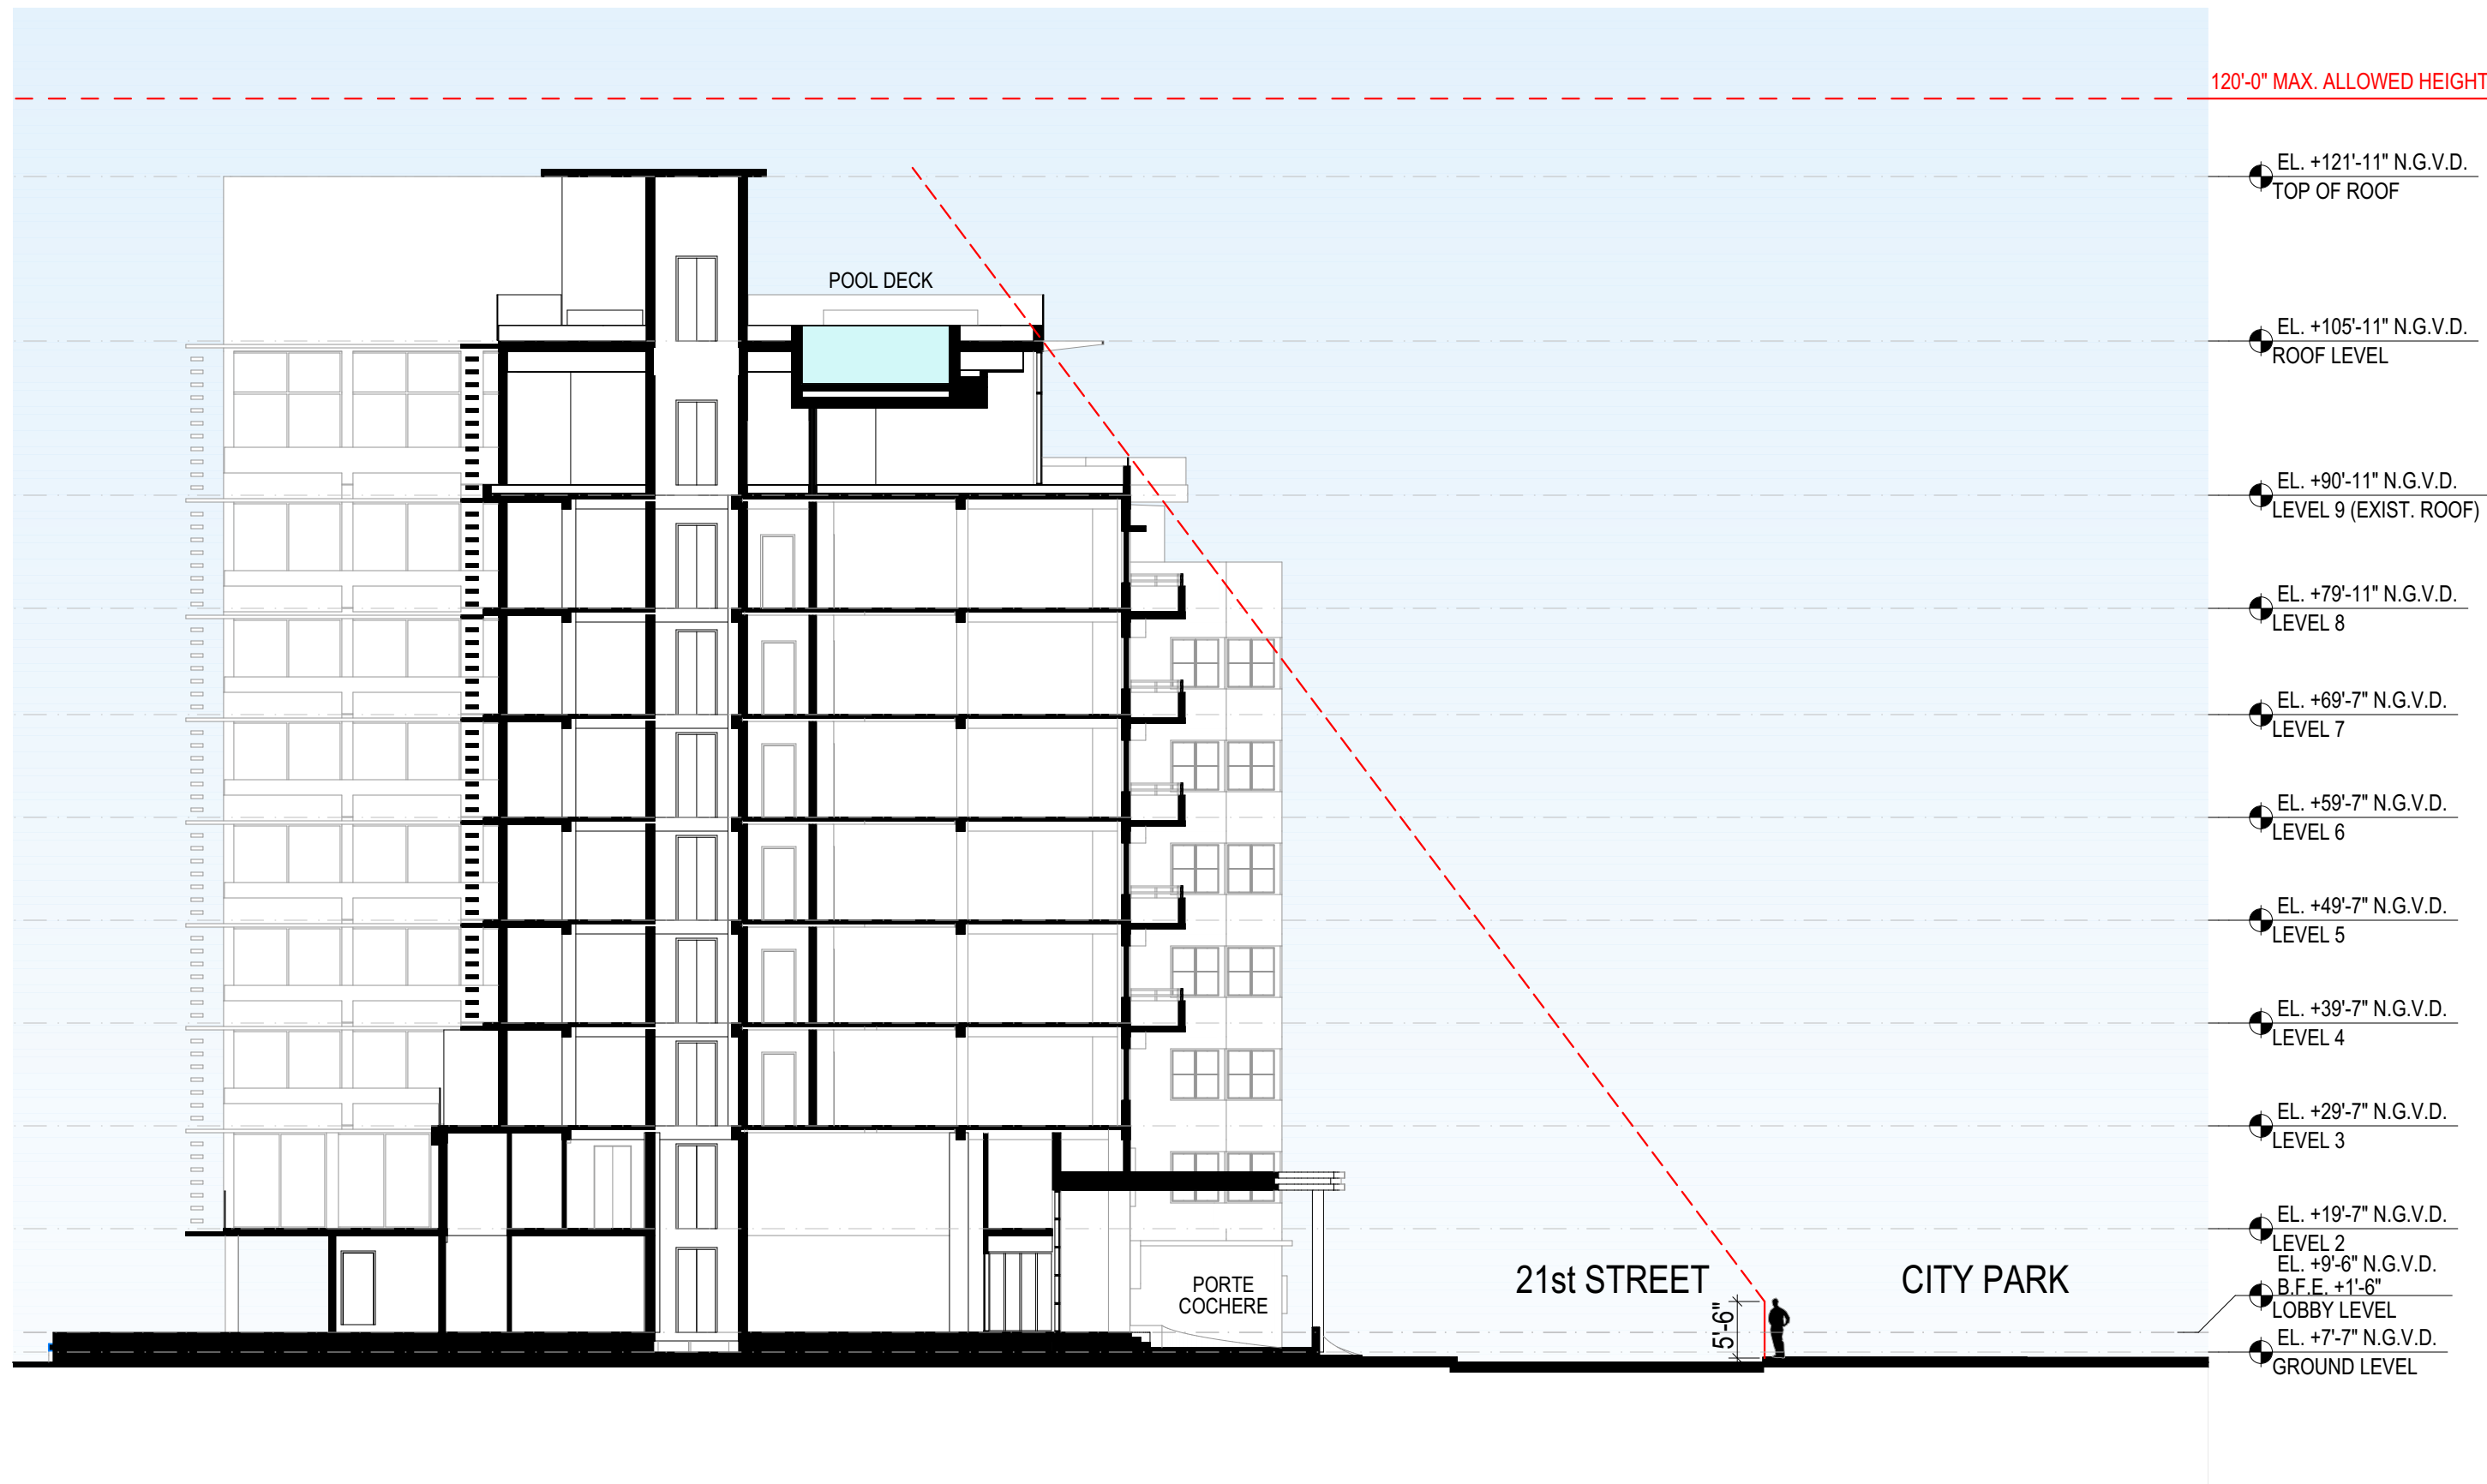 120'-0" MAX. ALLOWED HEIGHT
EL. +121'-11" N.G.V.D.
TOP OF ROOF
POOL DECK
EL. +105'-11" N.G.V.D.
ROOF LEVEL
EL. +90'-11" N.G.V.D.
LEVEL 9 (EXIST. ROOF)
EL. +79'-11" N.G.V.D.
LEVEL 8
EL. +69'-7" N.G.V.D.
LEVEL 7
EL. +59'-7" N.G.V.D.
LEVEL 6
EL. +49'-7" N.G.V.D.
LEVEL 5
EL. +39'-7" N.G.V.D.
LEVEL 4
EL. +29'-7" N.G.V.D.
LEVEL 3
EL. +19'-7" N.G.V.D.
LEVEL 2
EL. +9'-6" N.G.V.D.
B.F.E. +1'-6"
LOBBY LEVEL
EL. +7'-7" N.G.V.D.
GROUND LEVEL
PORTE
COCHERE
21st STREET
CITY PARK
5'-6"